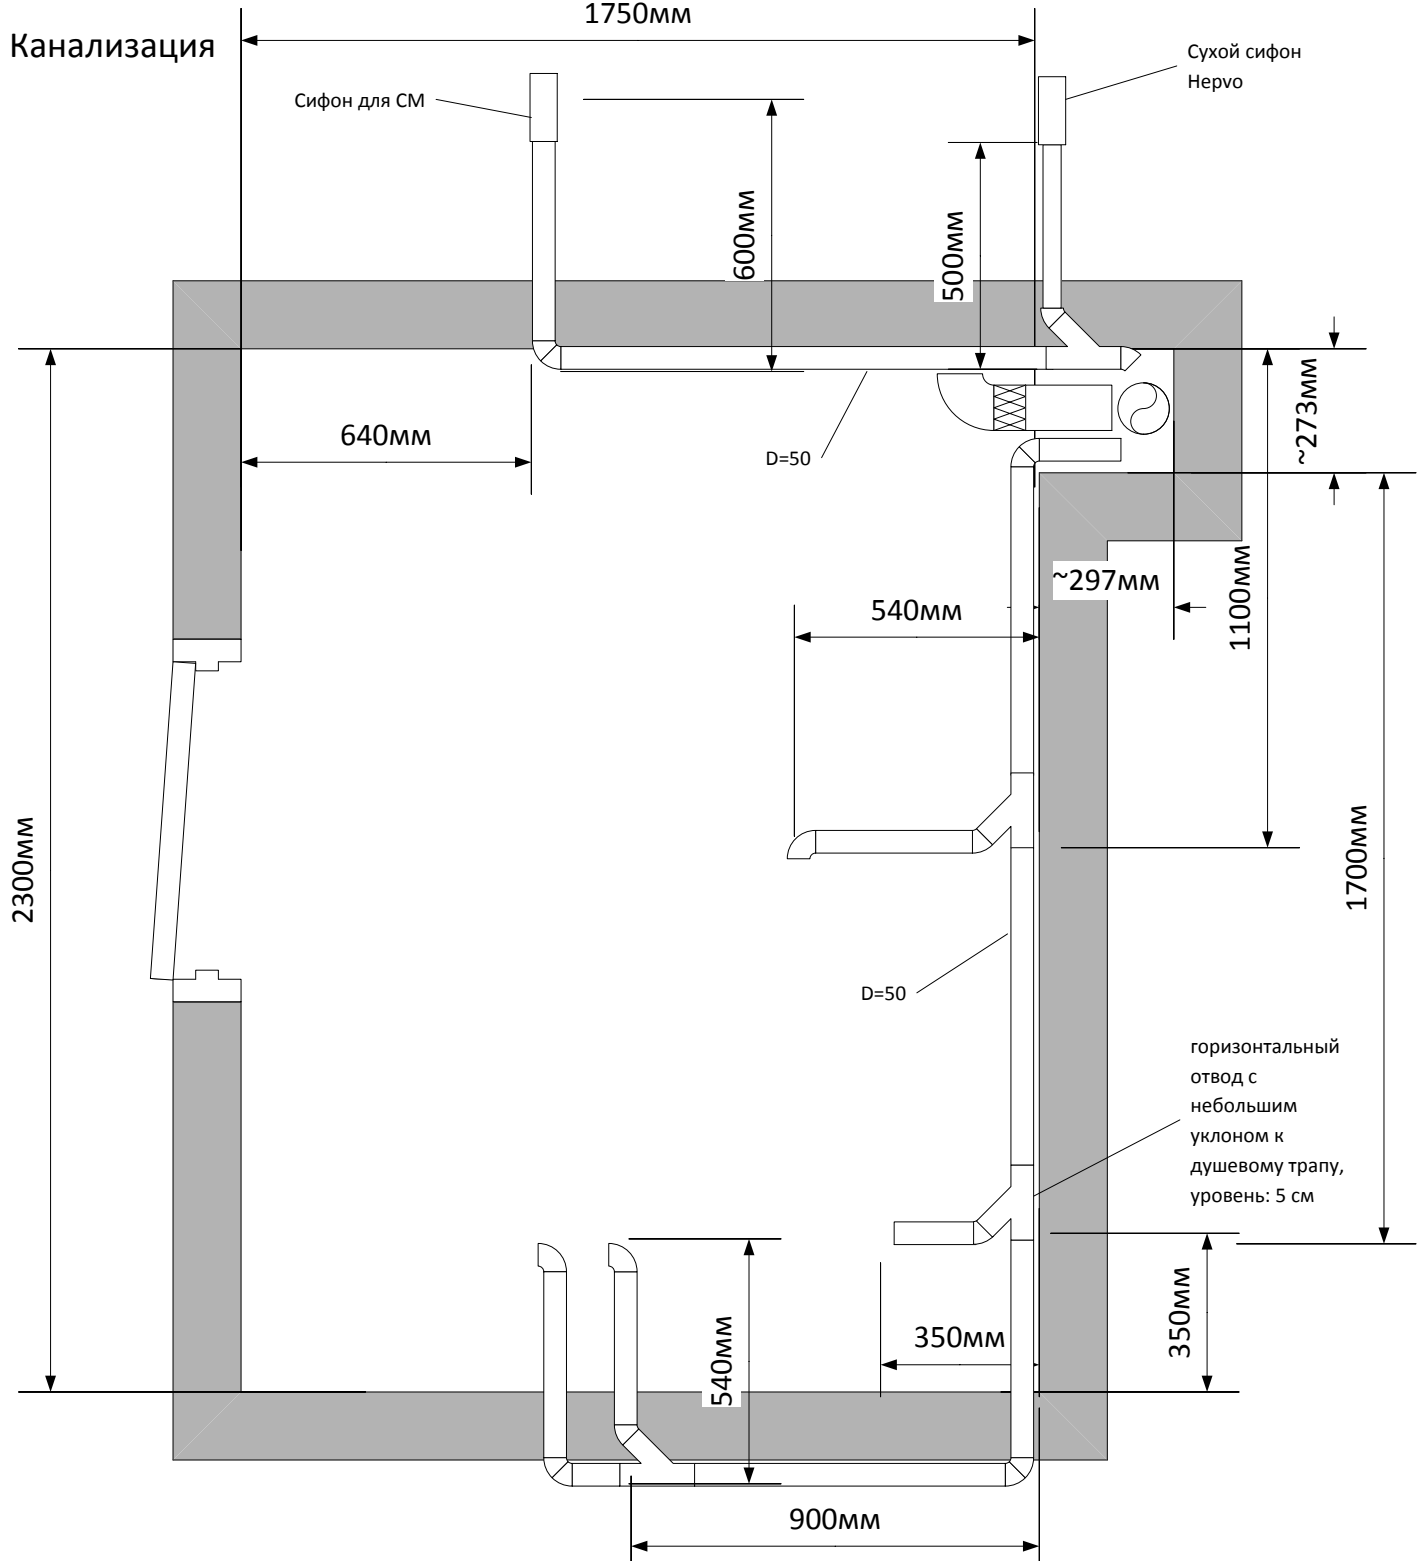 1750мм
Канализация
Сухой сифон
Hepvo
Сифон для СМ
600мм
500мм
~273мм
640мм
D=50
~297мм
1100мм
540мм
2300мм
1700мм
D=50
горизонтальный
отвод с
небольшим
уклоном к
душевому трапу,
уровень: 5 см
350мм
350мм
540мм
900мм